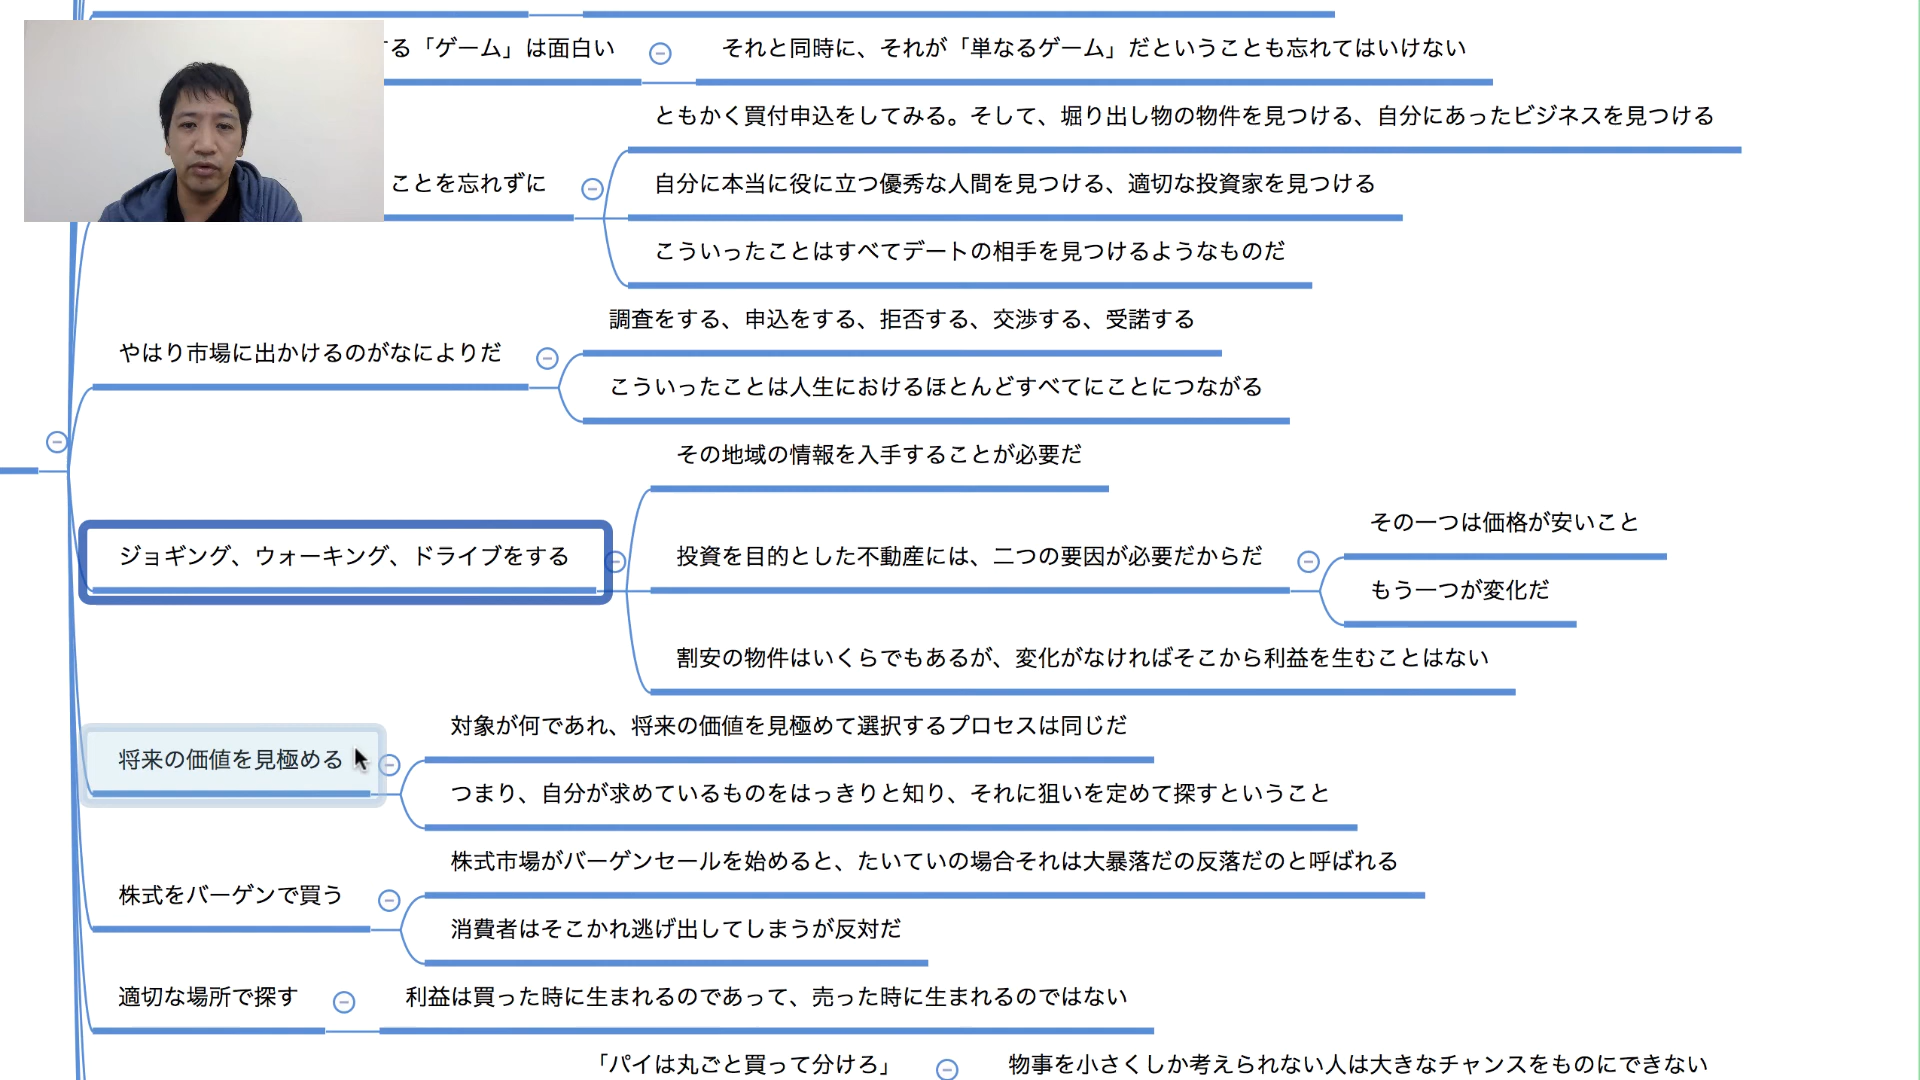 する「ゲーム」は面白い
それと同時に、それが「単なるゲーム」だということも忘れてはいけない
ことを忘れずに
ともかく買付申込をしてみる。そして、堀り出し物の物件を見つける、自分にあったビジネスを見つける
自分に本当に役に立つ優秀な人間を見つける、適切な投資家を見つける
こういったことはすべてデートの相手を見つけるようなものだ
やはり市場に出かけるのがなによりだ
調査をする、申込をする、拒否する、交渉する、受諾する
こういったことは人生におけるほとんどすべてにことにつながる
ジョギング、ウォーキング、ドライブをする
その地域の情報を入手することが必要だ
投資を目的とした不動産には、二つの要因が必要だからだ
その一つは価格が安いこと
もう一つが変化だ
割安の物件はいくらでもあるが、変化がなければそこから利益を生むことはない
将来の価値を見極める
対象が何であれ、将来の価値を見極めて選択するプロセスは同じだ
つまり、自分が求めているものをはっきりと知り、それに狙いを定めて探すということ
株式をバーゲンで買う
株式市場がバーゲンセールを始めると、たいていの場合それは大暴落だの反落だのと呼ばれる
消費者はそこかれ逃げ出してしまうが反対だ
適切な場所で探す
利益は買った時に生まれるのであって、売った時に生まれるのではない
「パイは丸ごと買って分けろ」
物事を小さくしか考えられない人は大きなチャンスをものにできない